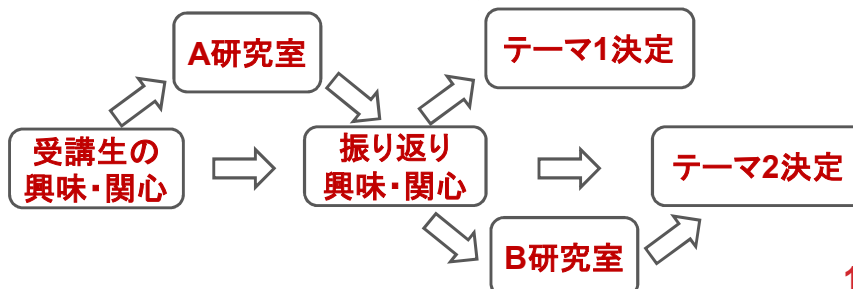 A研究室
テーマ1決定
受講生の
興味・関心
振り返り
興味・関心
テーマ2決定
B研究室
1